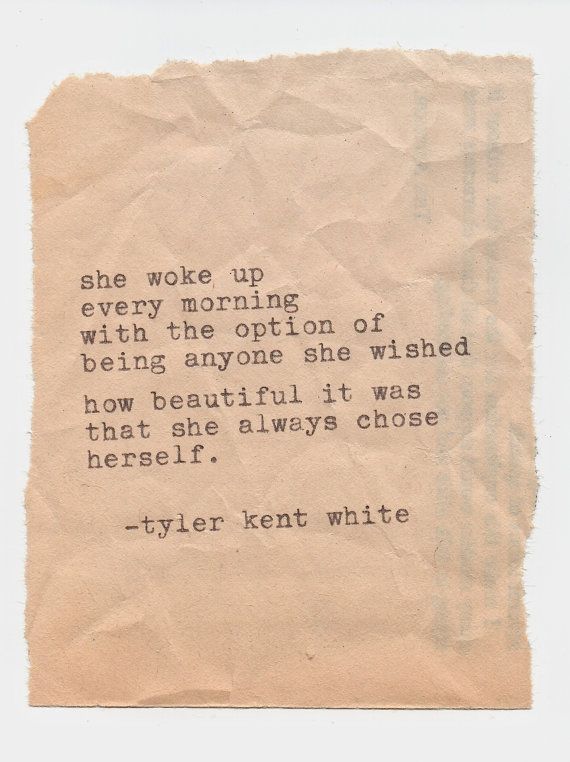 she woke up
every morning
with the option of
being anyone she wished
how beautiful it was
that she always chose
herself.
-tyler kent white